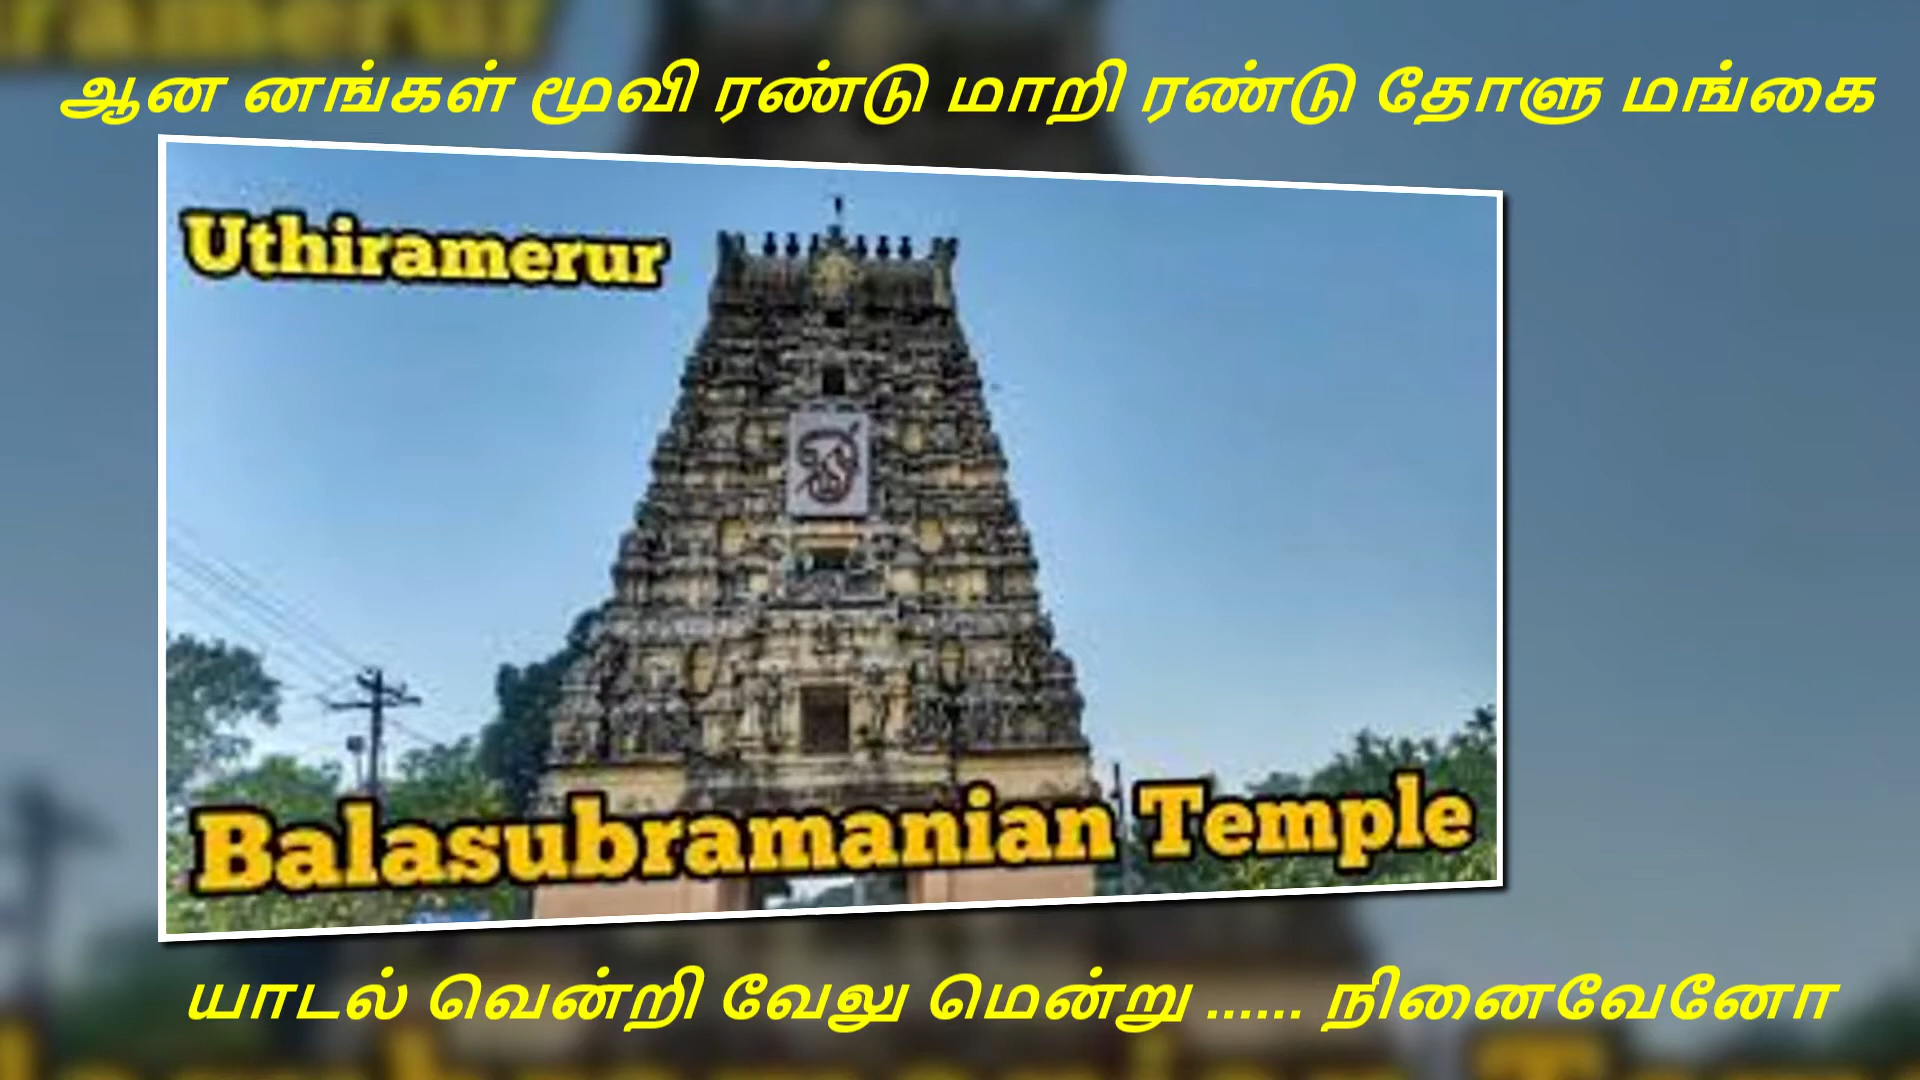 ஆன னங்கள் மூவி ரண்டு மாறி ரண்டு தோளு மங்கை
Uthiramerur
Balasubramanian Temple
யாடல் வென்றி வேலு மென்று ...... நினைவேனோ